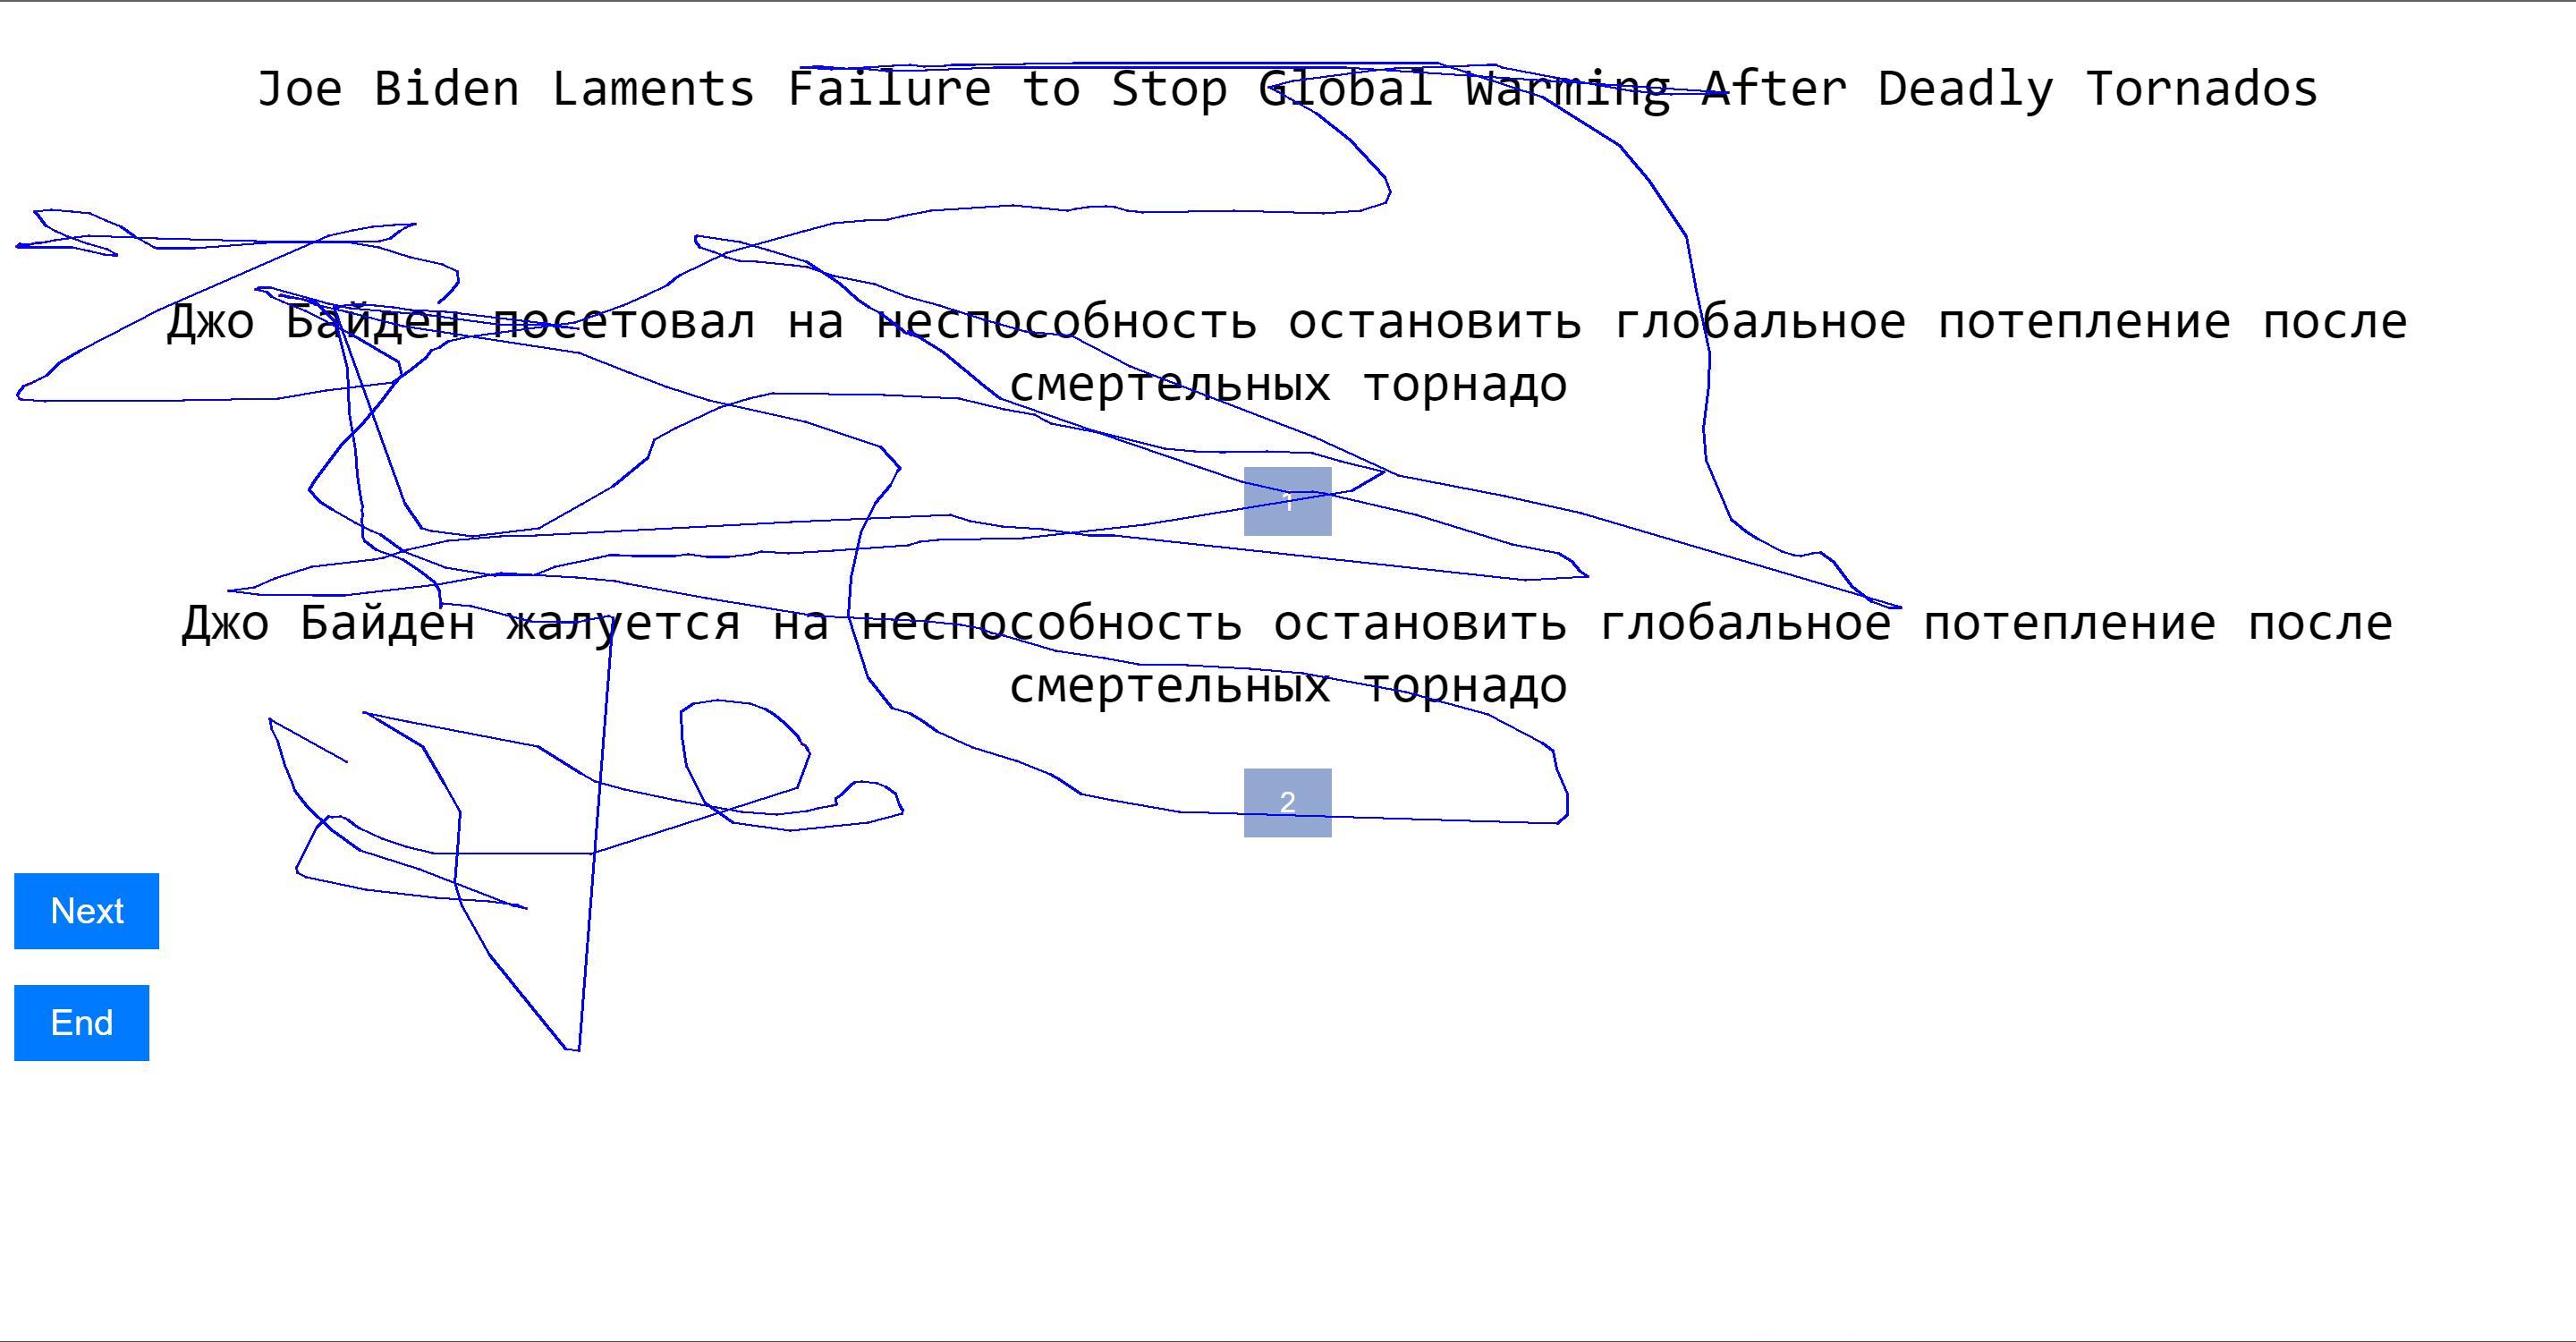 Joe Biden Laments Failure to Stop Global Warming After Deadly Tornados
Джо Байден посетовал на неспособность остановить глобальное потепление после
смертельных торнадо
1
Джо Байден жалуется на неспособность остановить глобальное потепление после
смертельных торнадо
2
Next
End